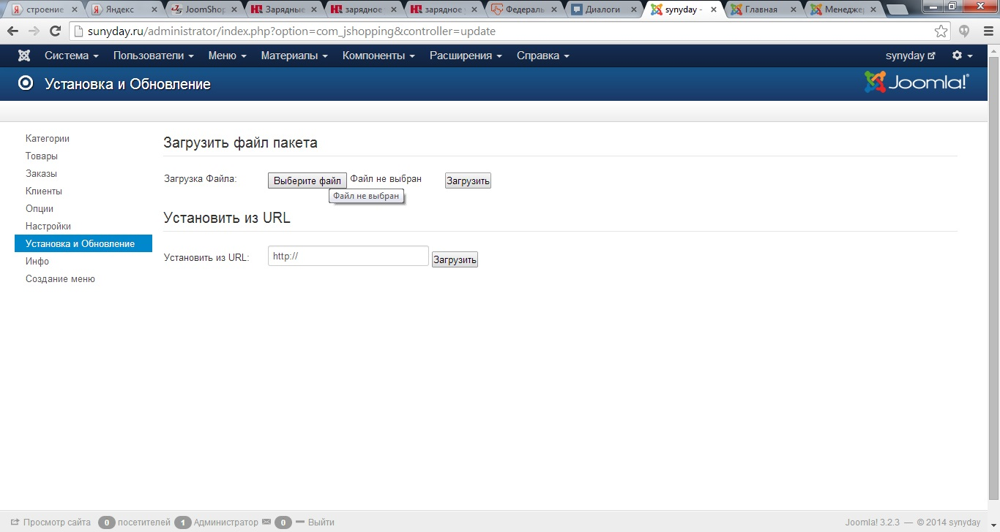 строение
Яндекс
JoomShop
Зарядные
зарядное
зарядное
Федераль
Диалоги
synyday -
Главная
Менеджер
sunyday.ru/administrator/index.php?option=com_jshopping&controller=update
Система Пользователи Меню Материалы Компоненты Расширения Справка synyday
Установка и Обновление
Joomla!®
Категории
Товары
Заказы
Клиенты
Опции
Настройки
Установка и Обновление
Инфо
Создание меню
Загрузить файл пакета
Загрузка Файла: Выберите файл Файл не выбран Загрузить
Файл не выбран
Установить из URL
Установить из URL: http:// Загрузить
Просмотр сайта 0 посетителей 1 Администратор 0 Выйти
Joomla! 3.2.3 — © 2014 synyday